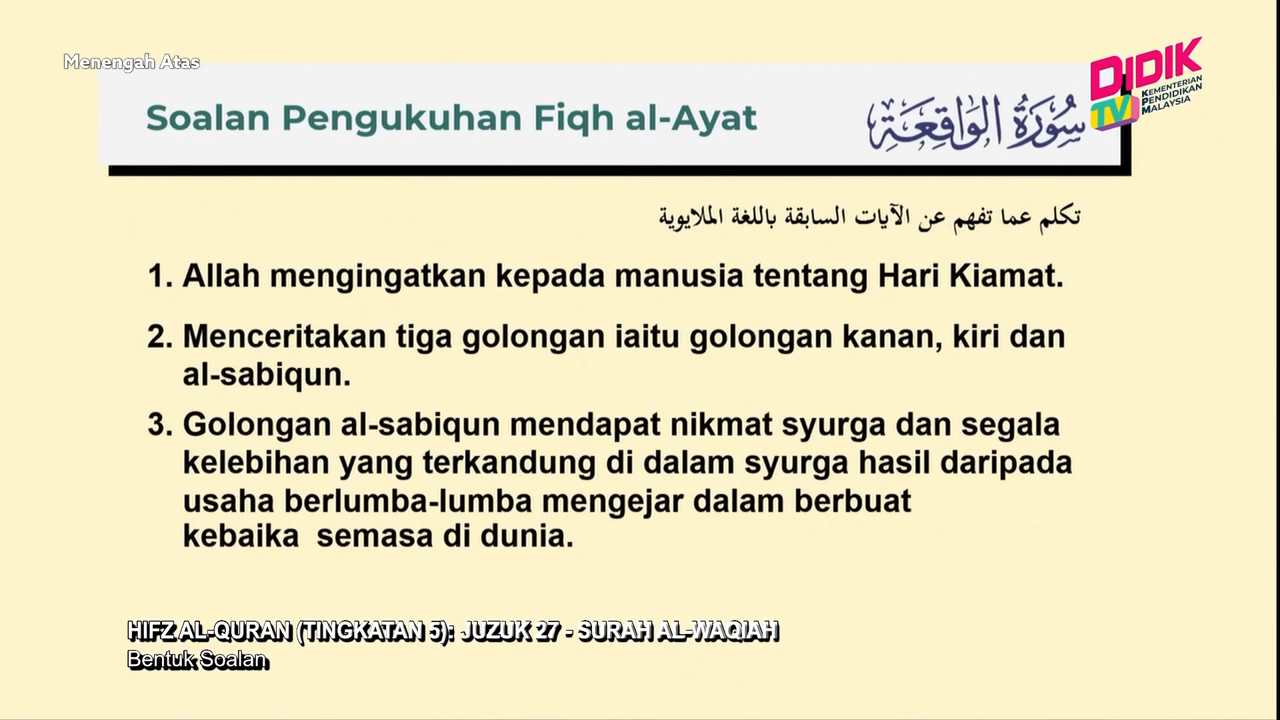 Menengah Atas
DIDIK
TV
KEMENTERIAN
PENDIDIKAN
MALAYSIA
Soalan Pengukuhan Fiqh al-Ayat
سُورَةُ الوَاقِعَة
تكلم عما تفهم عن الآيات السابقة باللغة الملايوية
1. Allah mengingatkan kepada manusia tentang Hari Kiamat.
2. Menceritakan tiga golongan iaitu golongan kanan, kiri dan
al-sabiqun.
3. Golongan al-sabiqun mendapat nikmat syurga dan segala
kelebihan yang terkandung di dalam syurga hasil daripada
usaha berlumba-lumba mengejar dalam berbuat
kebaika semasa di dunia.
HIFZ AL-QURAN (TINGKATAN 5): JUZUK 27 - SURAH AL-WAQIAH
Bentuk Soalan